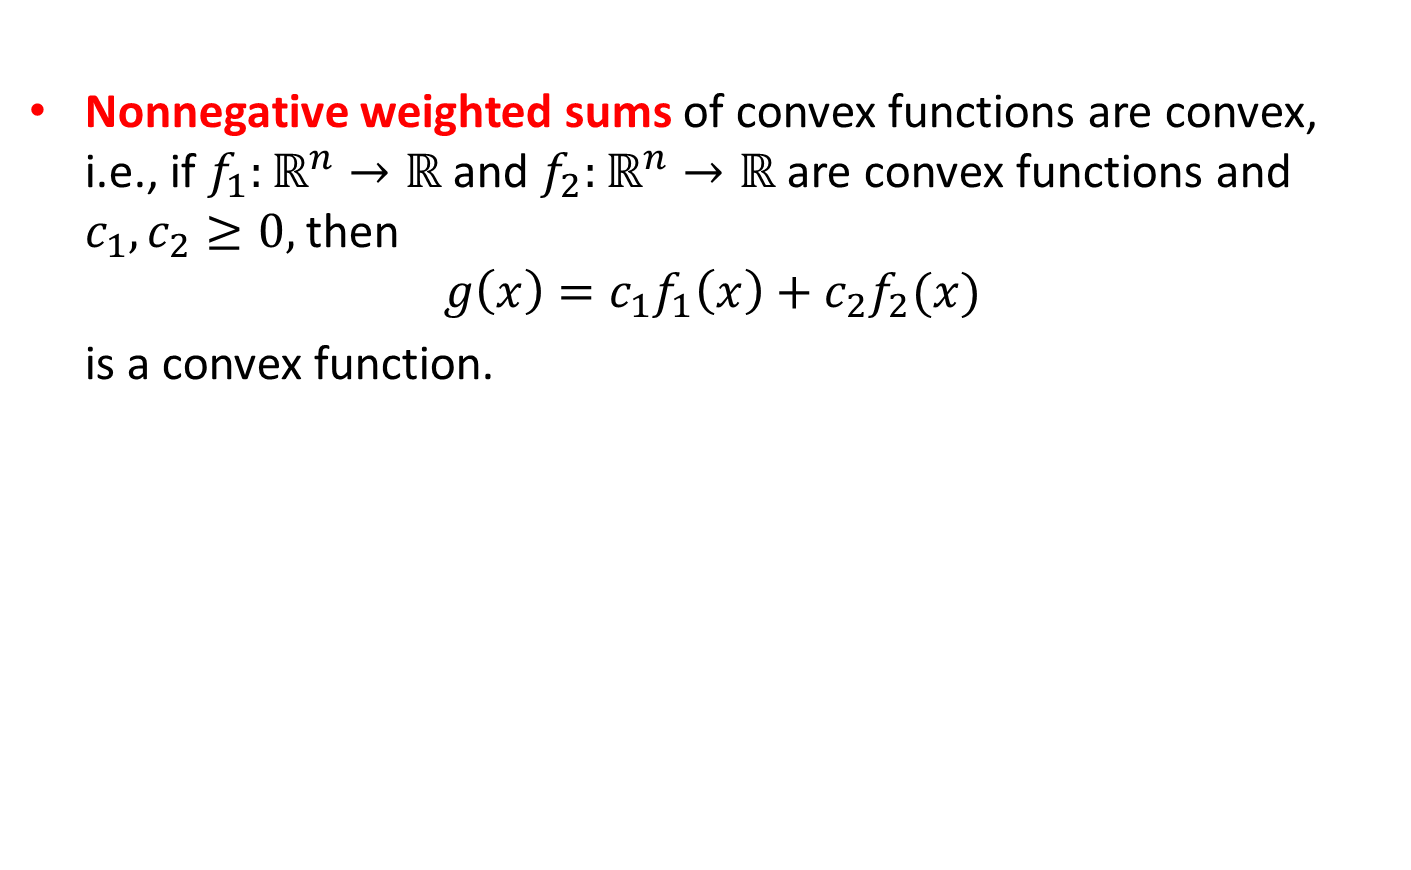 • Nonnegative weighted sums of convex functions are convex,
i.e., if 𝑓₁: ℝⁿ → ℝ and 𝑓₂: ℝⁿ → ℝ are convex functions and
𝑐₁, 𝑐₂ ≥ 0, then
𝑔(𝑥) = 𝑐₁𝑓₁(𝑥) + 𝑐₂𝑓₂(𝑥)
is a convex function.